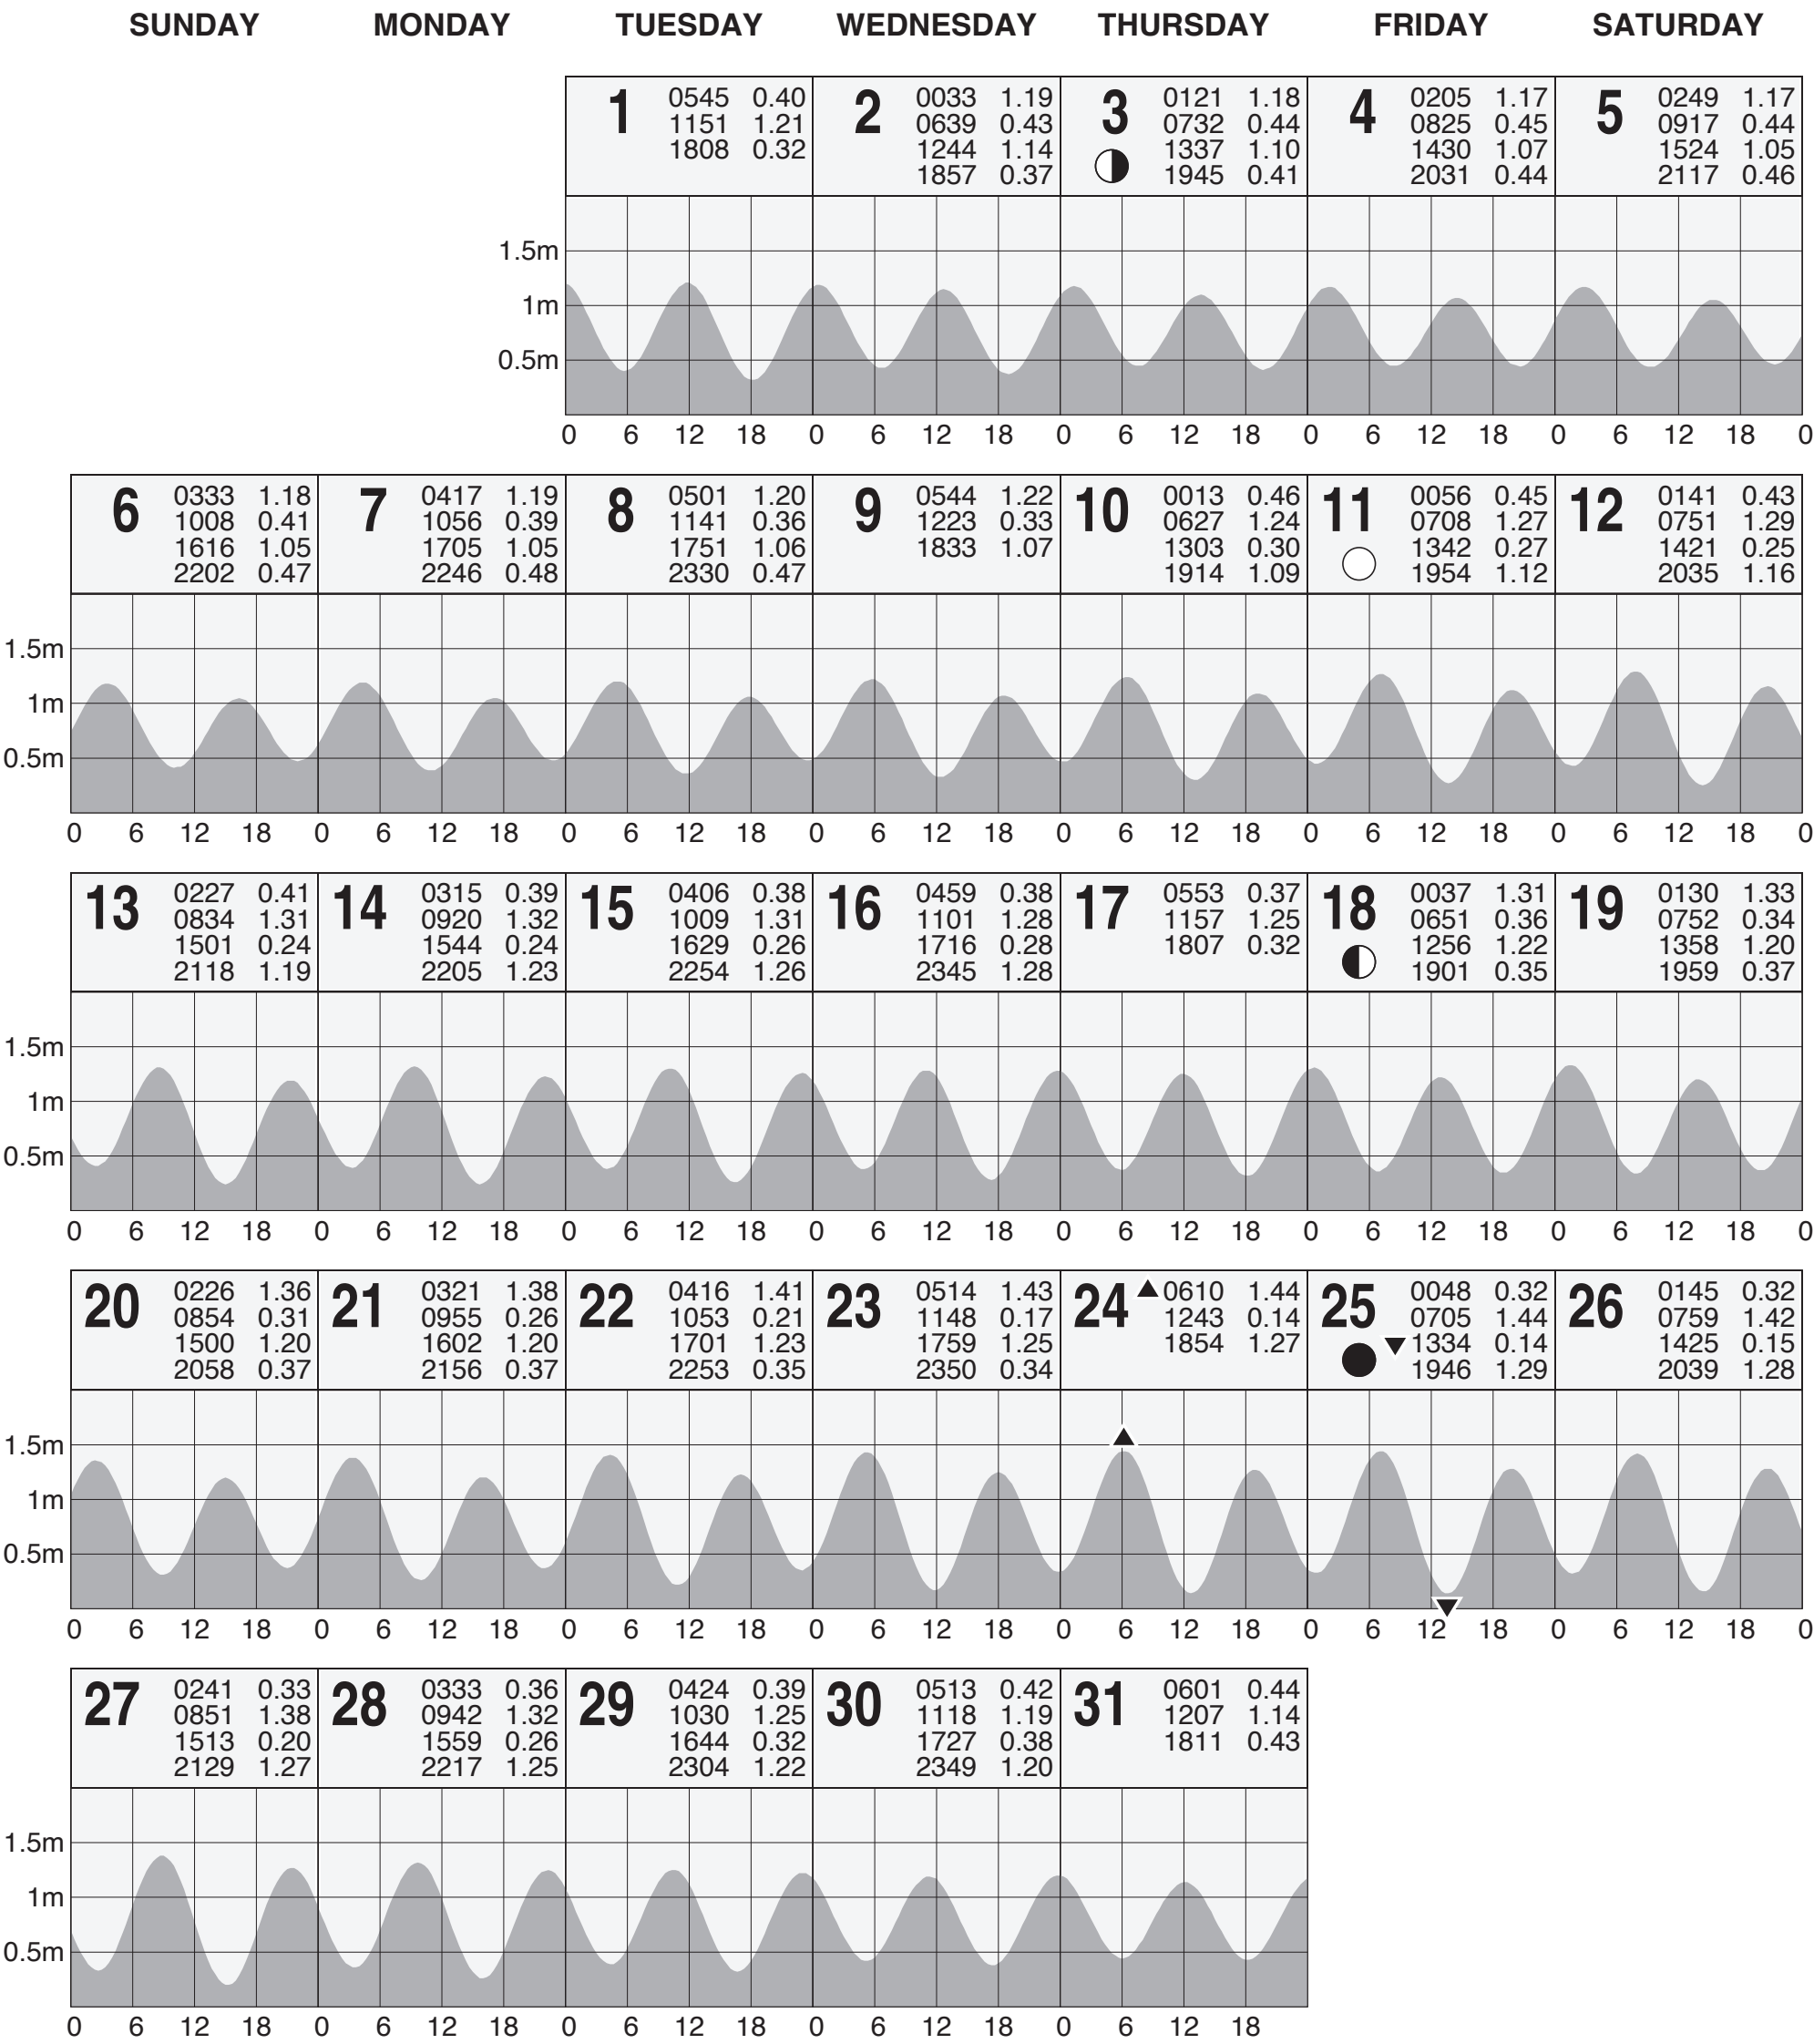 SUNDAY MONDAY TUESDAY WEDNESDAY THURSDAY FRIDAY SATURDAY
1 0545 0.40
1151 1.21
1808 0.32
2 0033 1.19
0639 0.43
1244 1.14
1857 0.37
3 0121 1.18
0732 0.44
1337 1.10
1945 0.41
4 0205 1.17
0825 0.45
1430 1.07
2031 0.44
5 0249 1.17
0917 0.44
1524 1.05
2117 0.46
1.5m
1m
0.5m
0 6 12 18 0 6 12 18 0 6 12 18 0 6 12 18 0 6 12 18 0
6 0333 1.18
1008 0.41
1616 1.05
2202 0.47
7 0417 1.19
1056 0.39
1705 1.05
2246 0.48
8 0501 1.20
1141 0.36
1751 1.06
2330 0.47
9 0544 1.22
1223 0.33
1833 1.07
10 0013 0.46
0627 1.24
1303 0.30
1914 1.09
11 0056 0.45
0708 1.27
1342 0.27
1954 1.12
12 0141 0.43
0751 1.29
1421 0.25
2035 1.16
1.5m
1m
0.5m
0 6 12 18 0 6 12 18 0 6 12 18 0 6 12 18 0 6 12 18 0 6 12 18 0 6 12 18 0
13 0227 0.41
0834 1.31
1501 0.24
2118 1.19
14 0315 0.39
0920 1.32
1544 0.24
2205 1.23
15 0406 0.38
1009 1.31
1629 0.26
2254 1.26
16 0459 0.38
1101 1.28
1716 0.28
2345 1.28
17 0553 0.37
1157 1.25
1807 0.32
18 0037 1.31
0651 0.36
1256 1.22
1901 0.35
19 0130 1.33
0752 0.34
1358 1.20
1959 0.37
1.5m
1m
0.5m
0 6 12 18 0 6 12 18 0 6 12 18 0 6 12 18 0 6 12 18 0 6 12 18 0 6 12 18 0
20 0226 1.36
0854 0.31
1500 1.20
2058 0.37
21 0321 1.38
0955 0.26
1602 1.20
2156 0.37
22 0416 1.41
1053 0.21
1701 1.23
2253 0.35
23 0514 1.43
1148 0.17
1759 1.25
2350 0.34
24 0610 1.44
1243 0.14
1854 1.27
25 0048 0.32
0705 1.44
1334 0.14
1946 1.29
26 0145 0.32
0759 1.42
1425 0.15
2039 1.28
1.5m
1m
0.5m
0 6 12 18 0 6 12 18 0 6 12 18 0 6 12 18 0 6 12 18 0 6 12 18 0 6 12 18 0
27 0241 0.33
0851 1.38
1513 0.20
2129 1.27
28 0333 0.36
0942 1.32
1559 0.26
2217 1.25
29 0424 0.39
1030 1.25
1644 0.32
2304 1.22
30 0513 0.42
1118 1.19
1727 0.38
2349 1.20
31 0601 0.44
1207 1.14
1811 0.43
1.5m
1m
0.5m
0 6 12 18 0 6 12 18 0 6 12 18 0 6 12 18 0 6 12 18